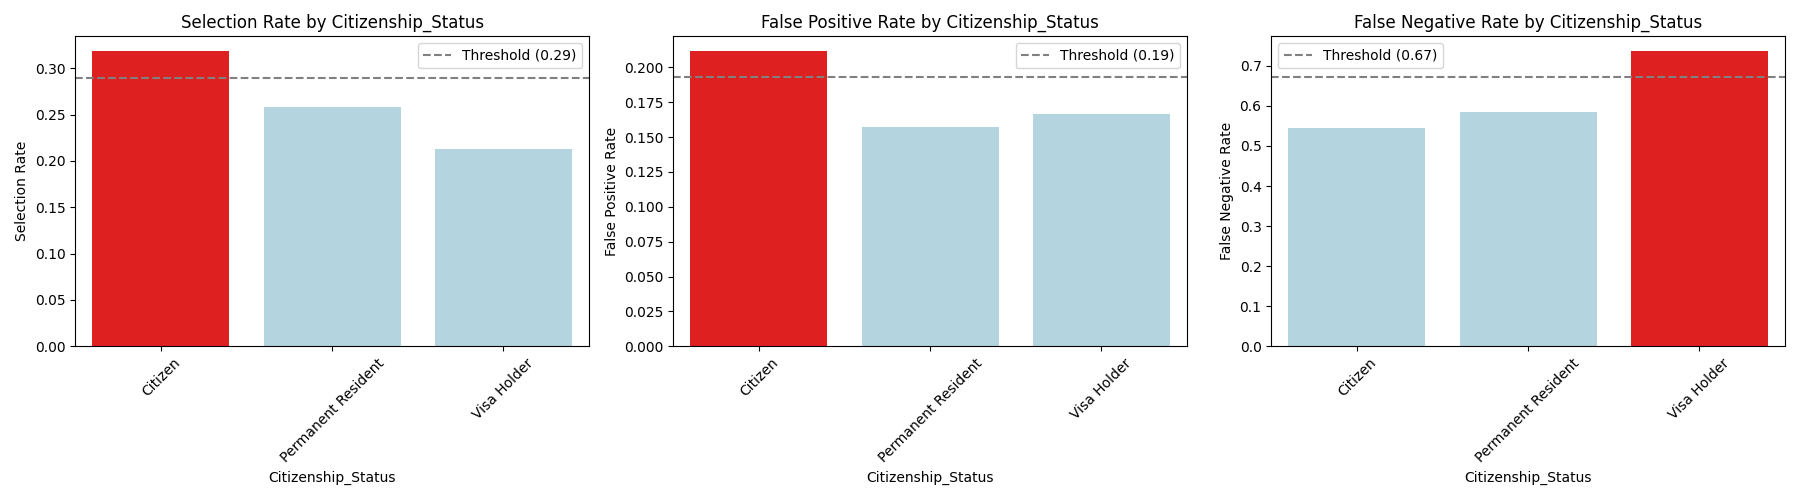 Selection Rate by Citizenship_Status
Threshold (0.29)
Selection Rate
0.30
0.25
0.20
0.15
0.10
0.05
0.00
Citizen
Permanent Resident
Visa Holder
Citizenship_Status
False Positive Rate by Citizenship_Status
Threshold (0.19)
False Positive Rate
0.200
0.175
0.150
0.125
0.100
0.075
0.050
0.025
0.000
Citizen
Permanent Resident
Visa Holder
Citizenship_Status
False Negative Rate by Citizenship_Status
Threshold (0.67)
False Negative Rate
0.7
0.6
0.5
0.4
0.3
0.2
0.1
0.0
Citizen
Permanent Resident
Visa Holder
Citizenship_Status